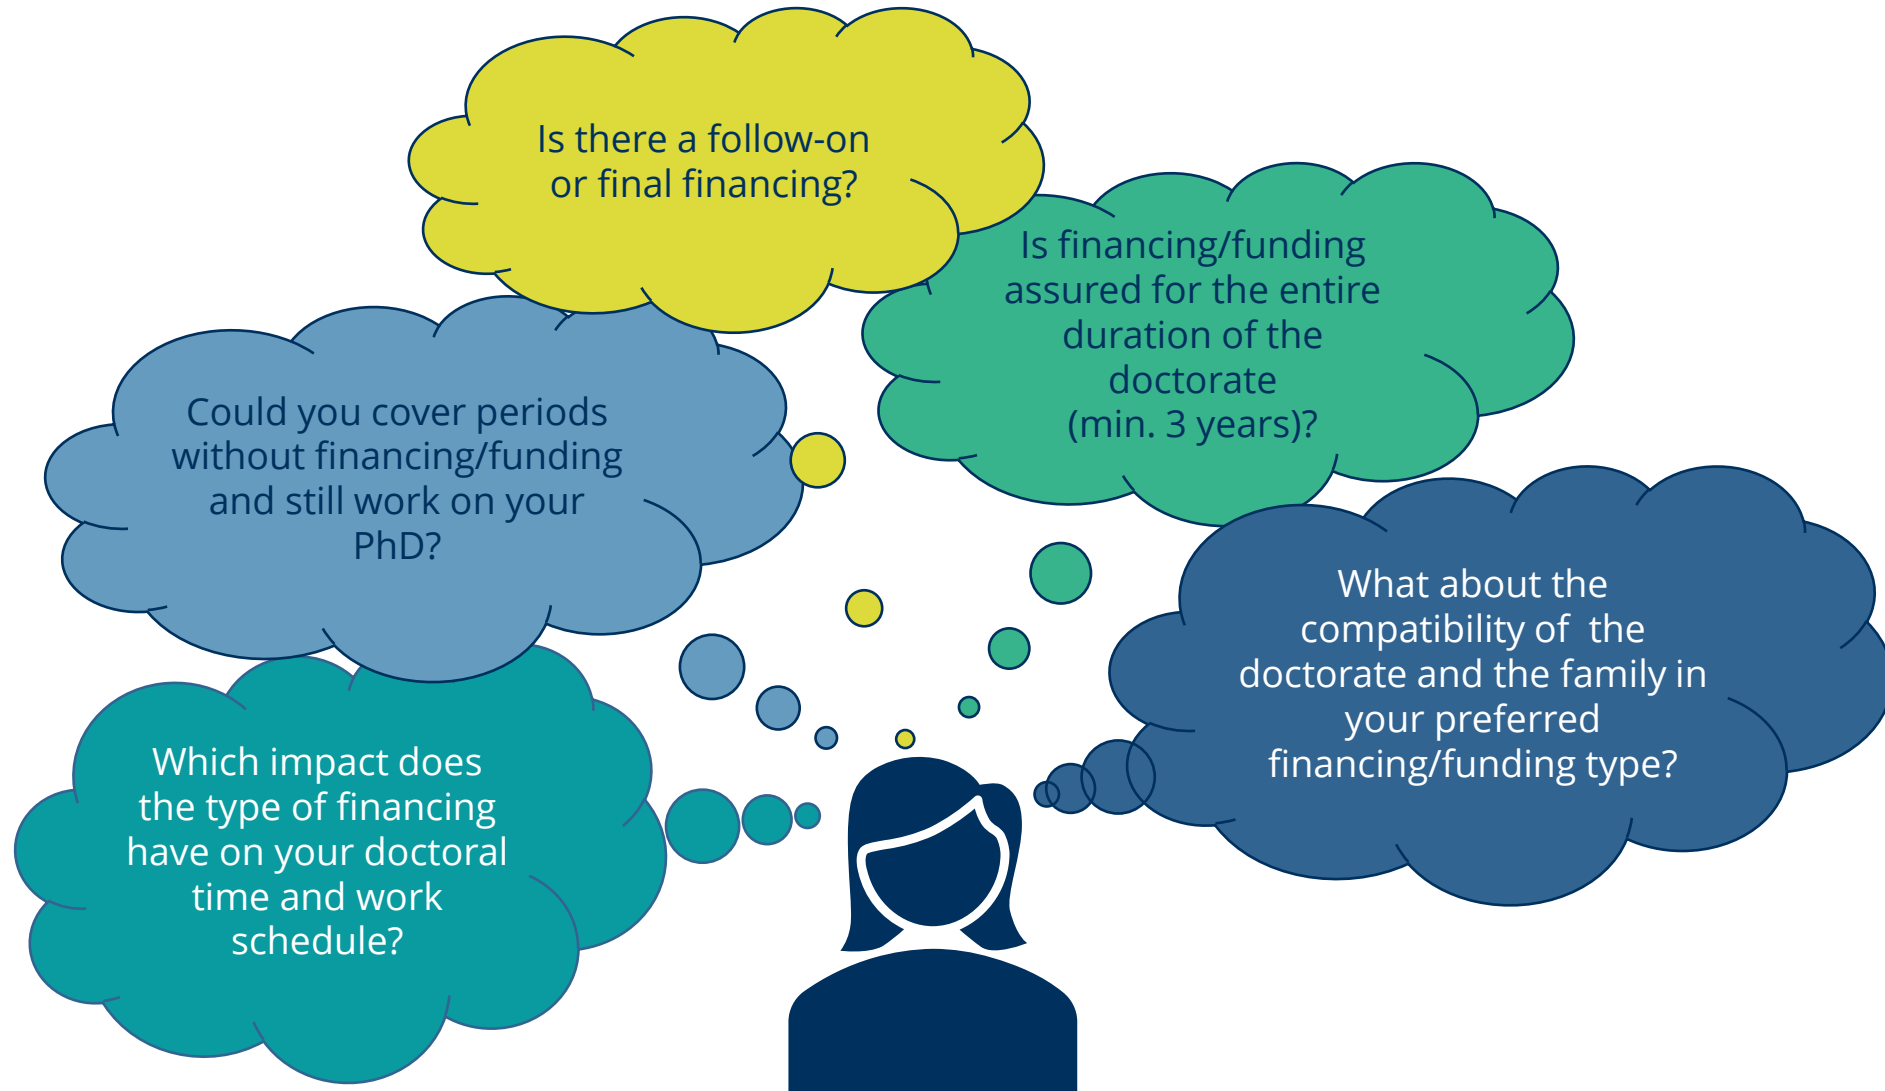 Is there a follow-on
or final financing?
Is financing/funding
assured for the entire
duration of the
doctorate
(min. 3 years)?
Could you cover periods
without financing/funding
and still work on your
PhD?
What about the
compatibility of  the
doctorate and the family in
your preferred
financing/funding type?
Which impact does
the type of financing
have on your doctoral
time and work
schedule?